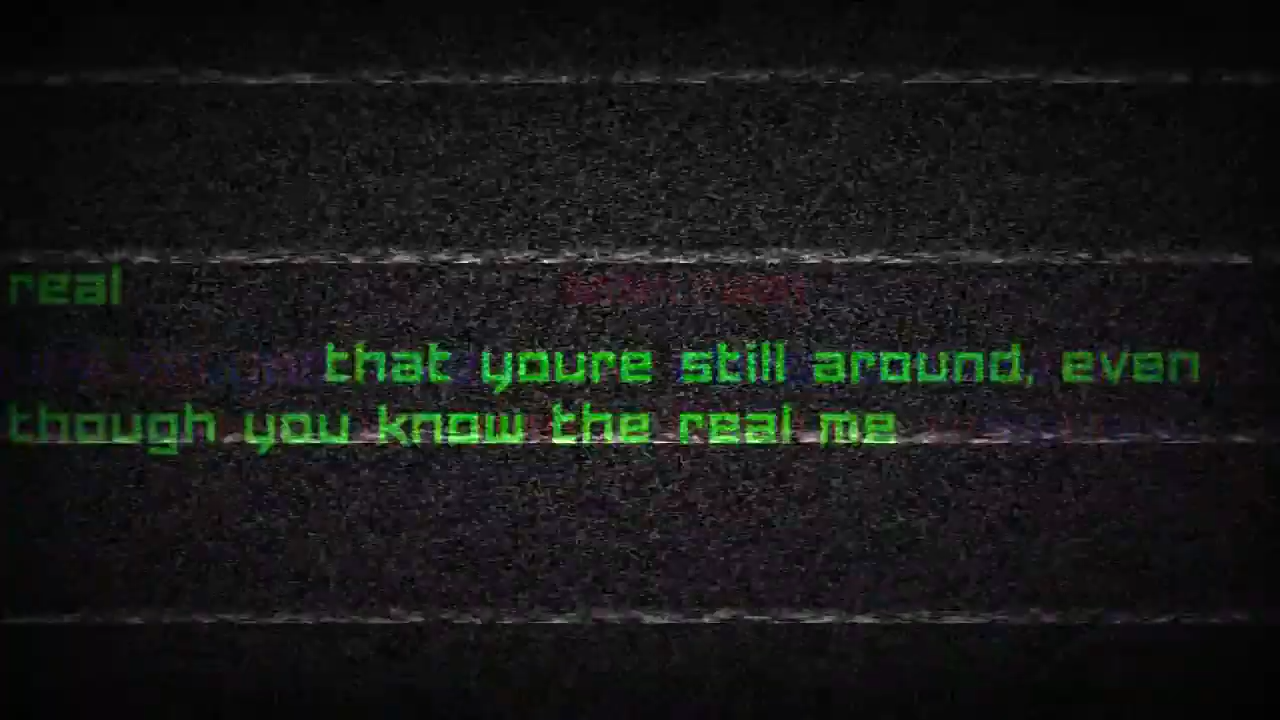 real
that youre still around, even
though you know the real me